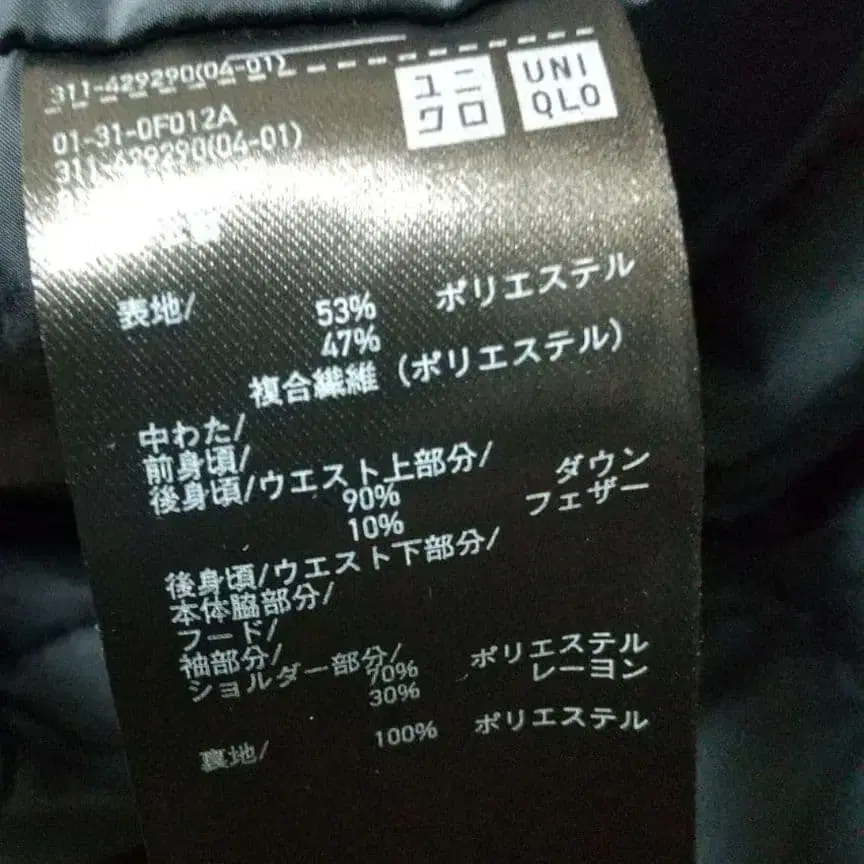 311-429290(04-01)
ユニ
クロ
UNI
QLO
01-31-0F012A
311-429290(04-01)
表地/ 53% ポリエステル
47%
複合繊維 (ポリエステル)
中わた/
前身頃/
後身頃/ウエスト上部分/
90% ダウン
10% フェザー
後身頃/ウエスト下部分/
本体脇部分/
フード/
袖部分/
ショルダー部分/
70% ポリエステル
30% レーヨン
裏地/ 100% ポリエステル